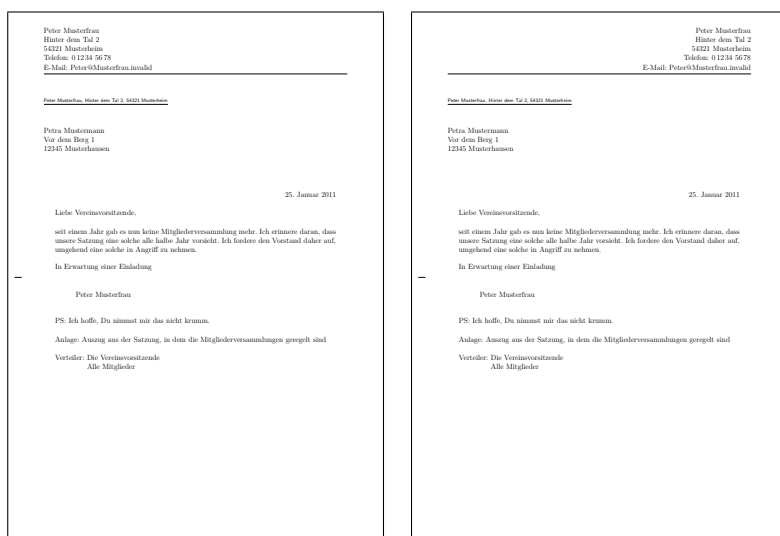 Peter Musterfrau
Hinter dem Tal 2
54321 Musterheim
Telefon: 0 12 34 56 78
E-Mail: Peter@Musterfrau.invalid
Peter Musterfrau, Hinter dem Tal 2, 54321 Musterheim
Petra Mustermann
Vor dem Berg 1
12345 Musterhausen
25. Januar 2011
Liebe Vereinsvorsitzende,
seit einem Jahr gab es nun keine Mitgliederversammlung mehr. Ich erinnere daran, dass
unsere Satzung eine solche alle halbe Jahr vorsieht. Ich fordere den Vorstand daher auf,
umgehend eine solche in Angriff zu nehmen.
In Erwartung einer Einladung
Peter Musterfrau
PS: Ich hoffe, Du nimmst mir das nicht krumm.
Anlage: Auszug aus der Satzung, in dem die Mitgliederversammlungen geregelt sind
Verteiler: Die Vereinsvorsitzende
Alle Mitglieder
Peter Musterfrau
Hinter dem Tal 2
54321 Musterheim
Telefon: 0 12 34 56 78
E-Mail: Peter@Musterfrau.invalid
Peter Musterfrau, Hinter dem Tal 2, 54321 Musterheim
Petra Mustermann
Vor dem Berg 1
12345 Musterhausen
25. Januar 2011
Liebe Vereinsvorsitzende,
seit einem Jahr gab es nun keine Mitgliederversammlung mehr. Ich erinnere daran, dass
unsere Satzung eine solche alle halbe Jahr vorsieht. Ich fordere den Vorstand daher auf,
umgehend eine solche in Angriff zu nehmen.
In Erwartung einer Einladung
Peter Musterfrau
PS: Ich hoffe, Du nimmst mir das nicht krumm.
Anlage: Auszug aus der Satzung, in dem die Mitgliederversammlungen geregelt sind
Verteiler: Die Vereinsvorsitzende
Alle Mitglieder